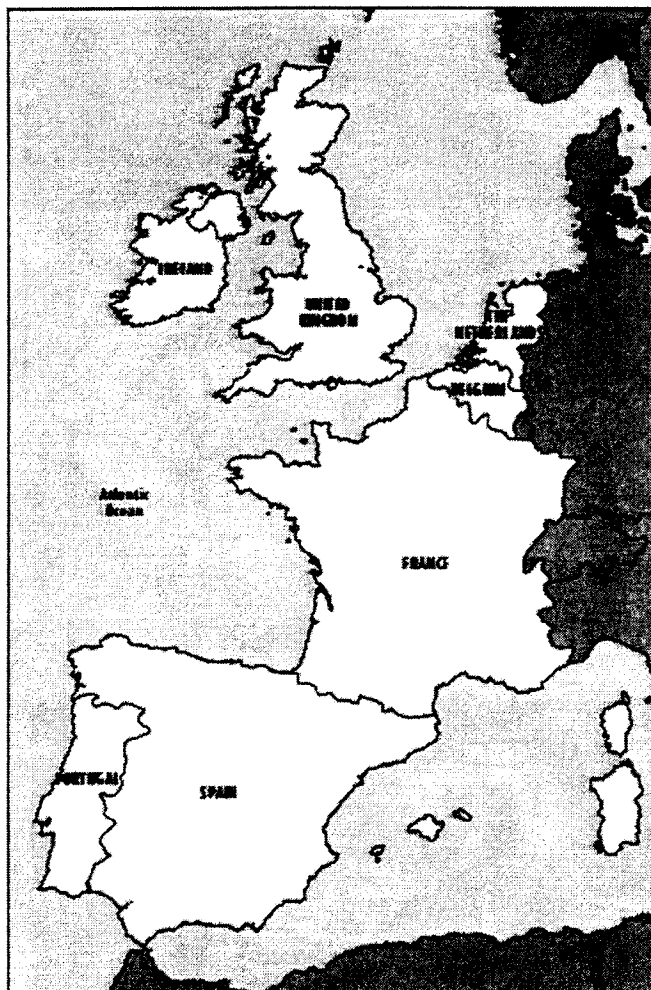 IRELAND
UNITED
KINGDOM
THE
NETHERLANDS
BELGIUM
Atlantic
Ocean
FRANCE
PORTUGAL
SPAIN